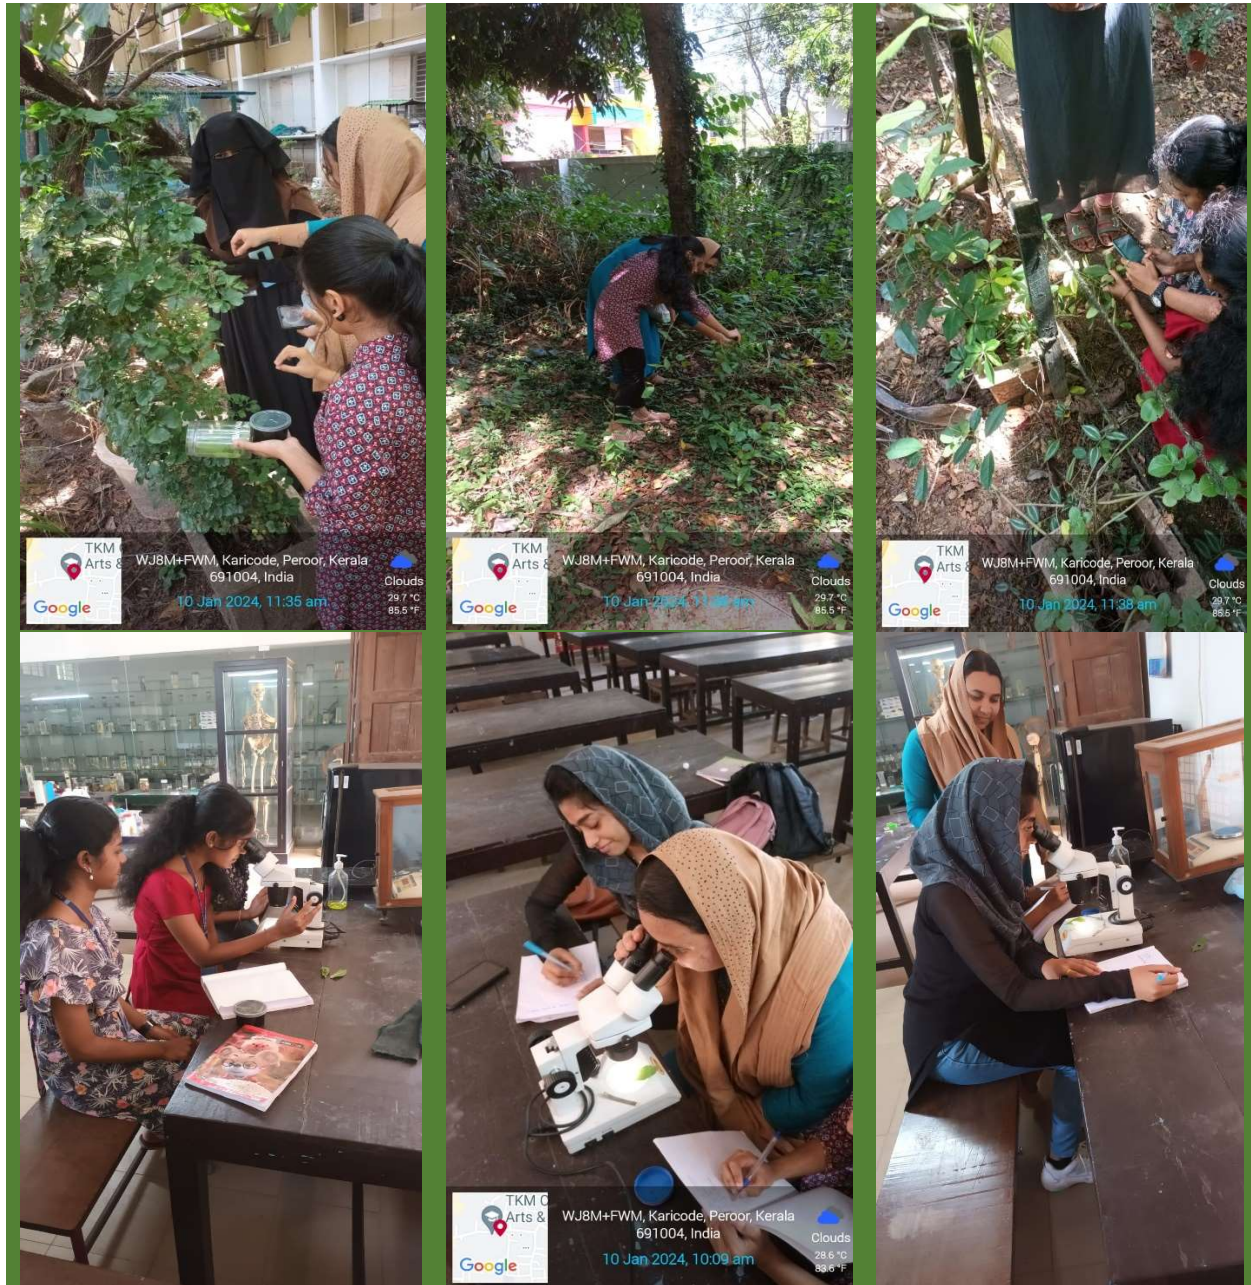 TKM
Arts &
Google
WJ8M+FWM, Karicode, Peroor, Kerala
691004, India
10 Jan 2024, 11:35 am
Clouds
29.7 °C
85.5 °F
TKM
Arts &
Google
WJ8M+FWM, Karicode, Peroor, Kerala
691004, India
10 Jan 2024, am
Clouds
29.7 °C
85.5 °F
TKM
Arts &
Google
WJ8M+FWM, Karicode, Peroor, Kerala
691004, India
10 Jan 2024, 11:38 am
Clouds
29.7 °C
85.5 °F
TKM C
Arts &
Google
WJ8M+FWM, Karicode, Peroor, Kerala
691004, India
10 Jan 2024, 10:09 am
Clouds
28.6 °C
83.6 °F